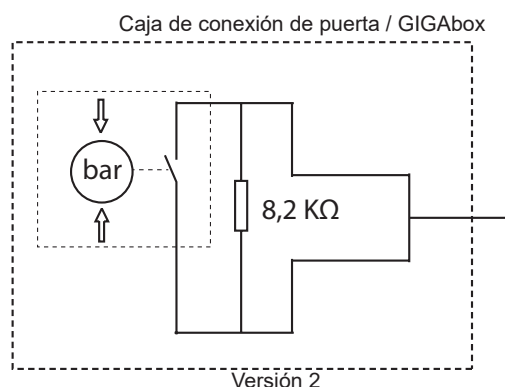 Caja de conexión de puerta / GIGAbox
bar
8,2 KΩ
Versión 2